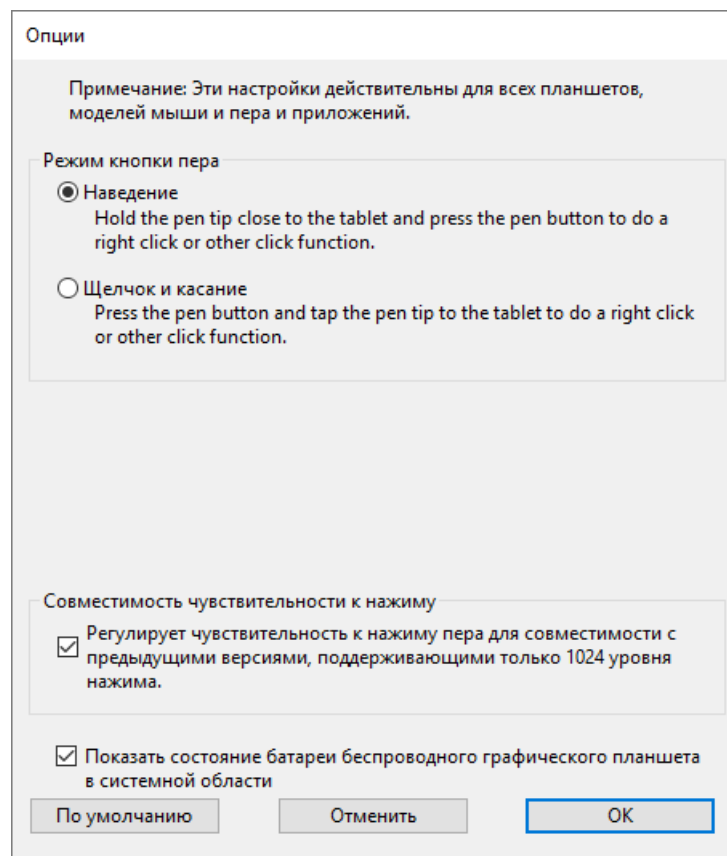 Опции
Примечание: Эти настройки действительны для всех планшетов,
моделей мыши и пера и приложений.
Режим кнопки пера
Наведение
Hold the pen tip close to the tablet and press the pen button to do a
right click or other click function.
Щелчок и касание
Press the pen button and tap the pen tip to the tablet to do a right click
or other click function.
Совместимость чувствительности к нажиму
Регулирует чувствительность к нажиму пера для совместимости с
предыдущими версиями, поддерживающими только 1024 уровня
нажима.
Показать состояние батареи беспроводного графического планшета
в системной области
По умолчанию
Отменить
OK